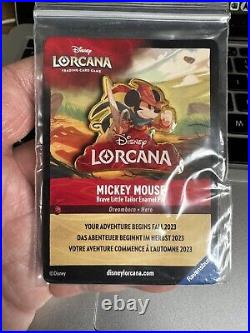 Disney
LORCANA
TRADING CARD GAME
Disney
LORCANA
MICKEY MOUSE
Brave Little Tailor Enamel Pin
Dreamborn • Hero
YOUR ADVENTURE BEGINS FALL 2023
DAS ABENTEUER BEGINNT IM HERBST 2023
VOTRE AVENTURE COMMENCE À L'AUTOMNE 2023
©Disney
disneylorcana.com
Ravensburger